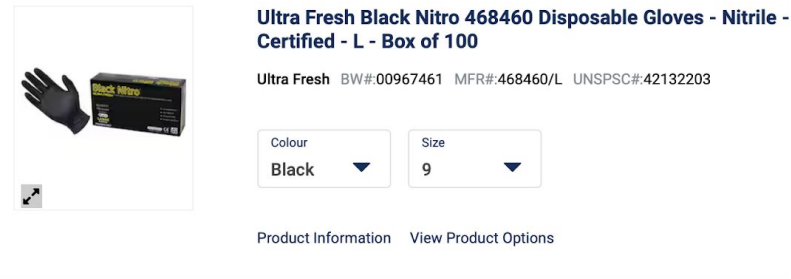 Ultra Fresh Black Nitro 468460 Disposable Gloves - Nitrile -
Certified - L - Box of 100
Ultra Fresh BW#:00967461 MFR#:468460/L UNSPSC#:42132203
Black Nitro
Colour Size
Black 9
Product Information View Product Options